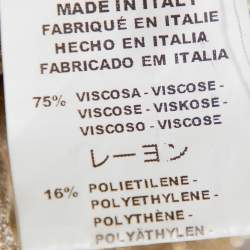 MADE IN ITALY
FABRIQUÉ EN ITALIE
HECHO EN ITALIA
FABRICADO EM ITALIA
75% VISCOSA - VISCOSE -
VISCOSE - VISKOSE -
VISCOSO - VISCOSE
レーヨン
16% POLIETILENE -
POLYETHYLENE -
POLYTHÈNE -
POLYÄTHYLEN -